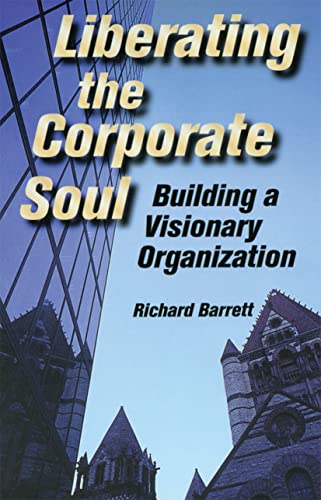 Liberating
the
Corporate
Soul
Building a
Visionary
Organization
Richard Barrett